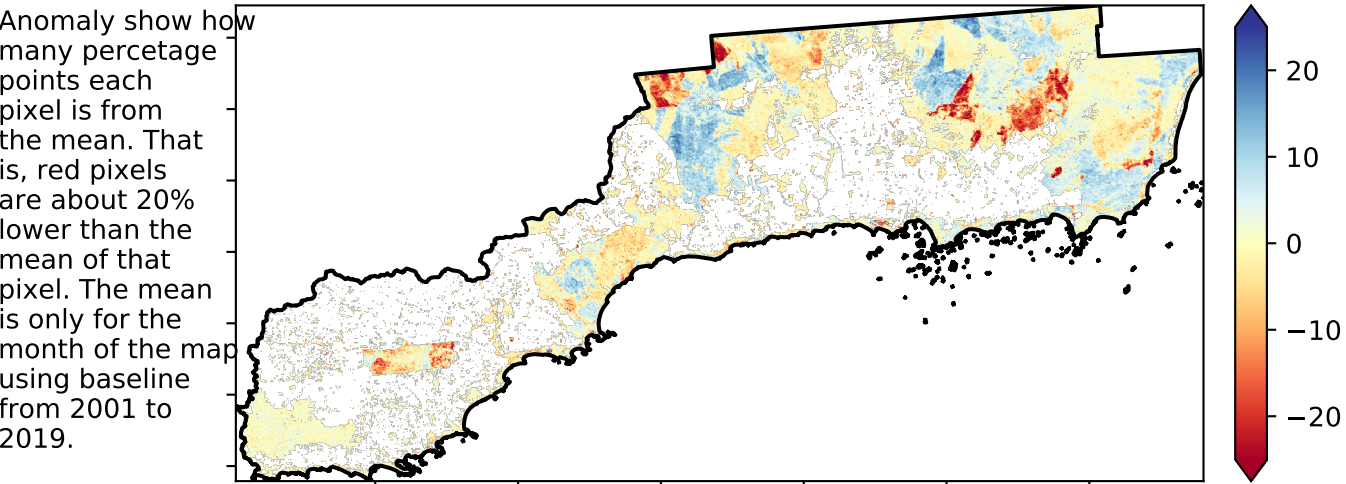 Anomaly show how
many percetage
points each
pixel is from
the mean. That
is, red pixels
are about 20%
lower than the
mean of that
pixel. The mean
is only for the
month of the map
using baseline
from 2001 to
2019.
20
10
0
−10
−20